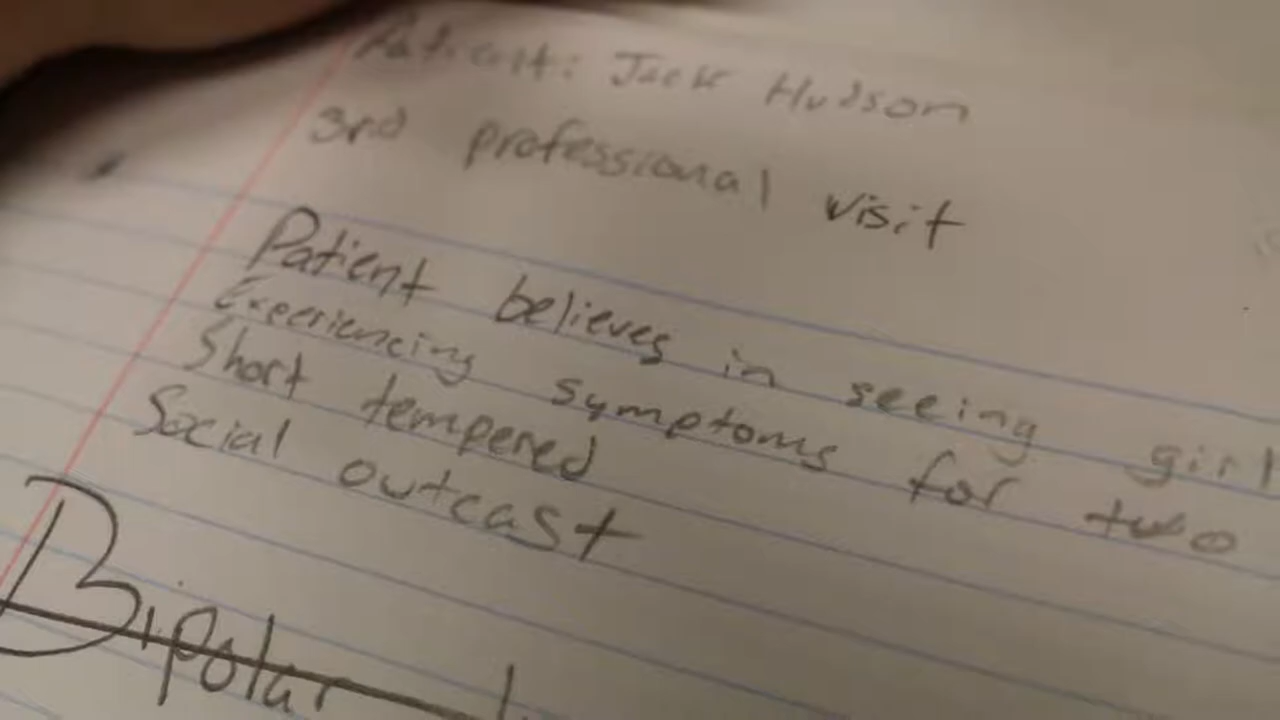 Patient: Jack Hudson
3rd professional visit
Patient believes in seeing girl
Experiencing symptoms for two
Short tempered
Social outcast
Bipolar